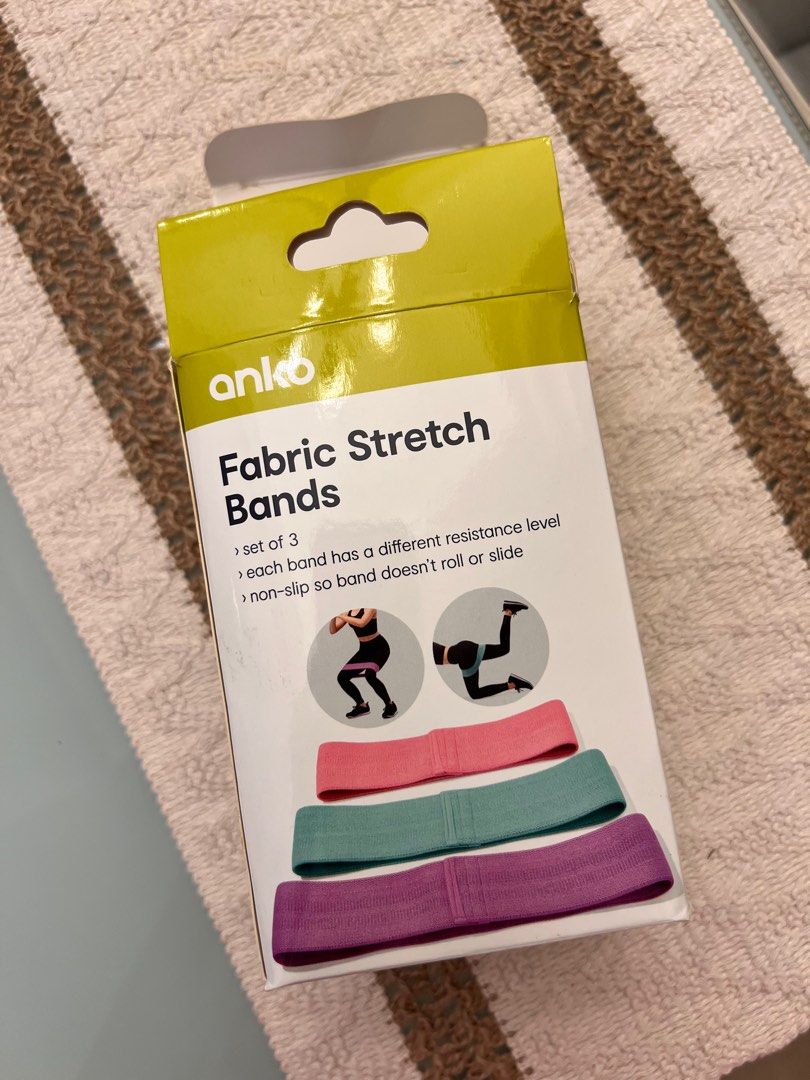 anko
Fabric Stretch
Bands
› set of 3
› each band has a different resistance level
› non-slip so band doesn't roll or slide